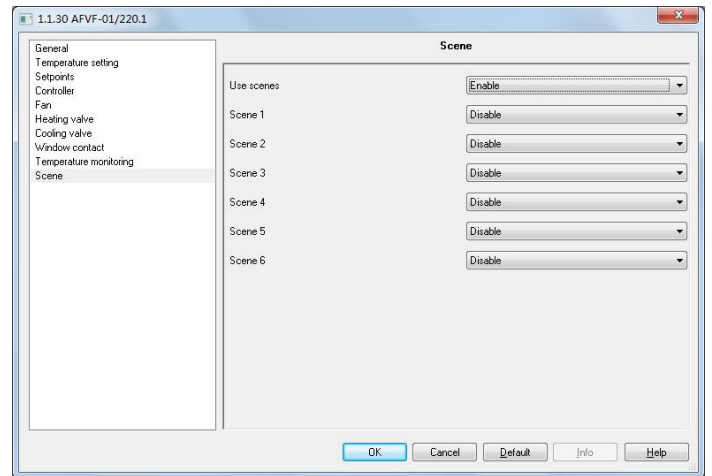 1.1.30 AFVF-01/220.1
General
Temperature setting
Setpoints
Controller
Fan
Heating valve
Cooling valve
Window contact
Temperature monitoring
Scene
Scene
Use scenes Enable
Scene 1 Disable
Scene 2 Disable
Scene 3 Disable
Scene 4 Disable
Scene 5 Disable
Scene 6 Disable
OK Cancel Default Info Help